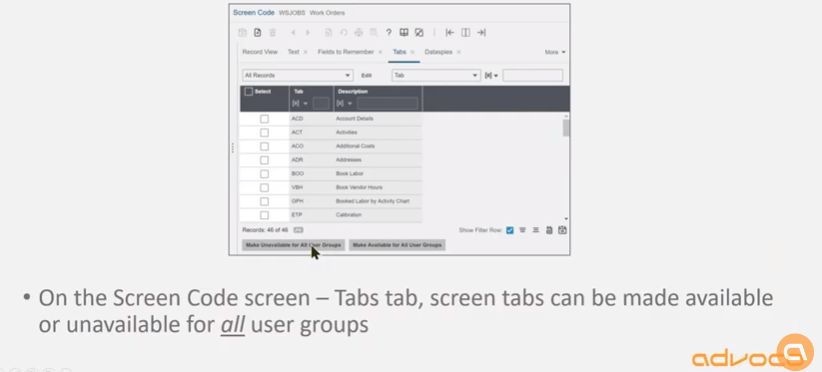 Screen Code WSJOBS Work Orders
Record View Text × Fields to Remember × Tabs × Dataspies × More
All Records Edit Tab
Select Tab Description
ACD Account Details
ACT Activities
ACO Additional Costs
ADR Addresses
BOO Book Labor
VBH Book Vendor Hours
GPH Booked Labor by Activity Chart
ETP Calibration
Records: 46 of 46 Show Filter Row:
Make Unavailable for All User Groups Make Available for All User Groups
• On the Screen Code screen – Tabs tab, screen tabs can be made available
or unavailable for all user groups